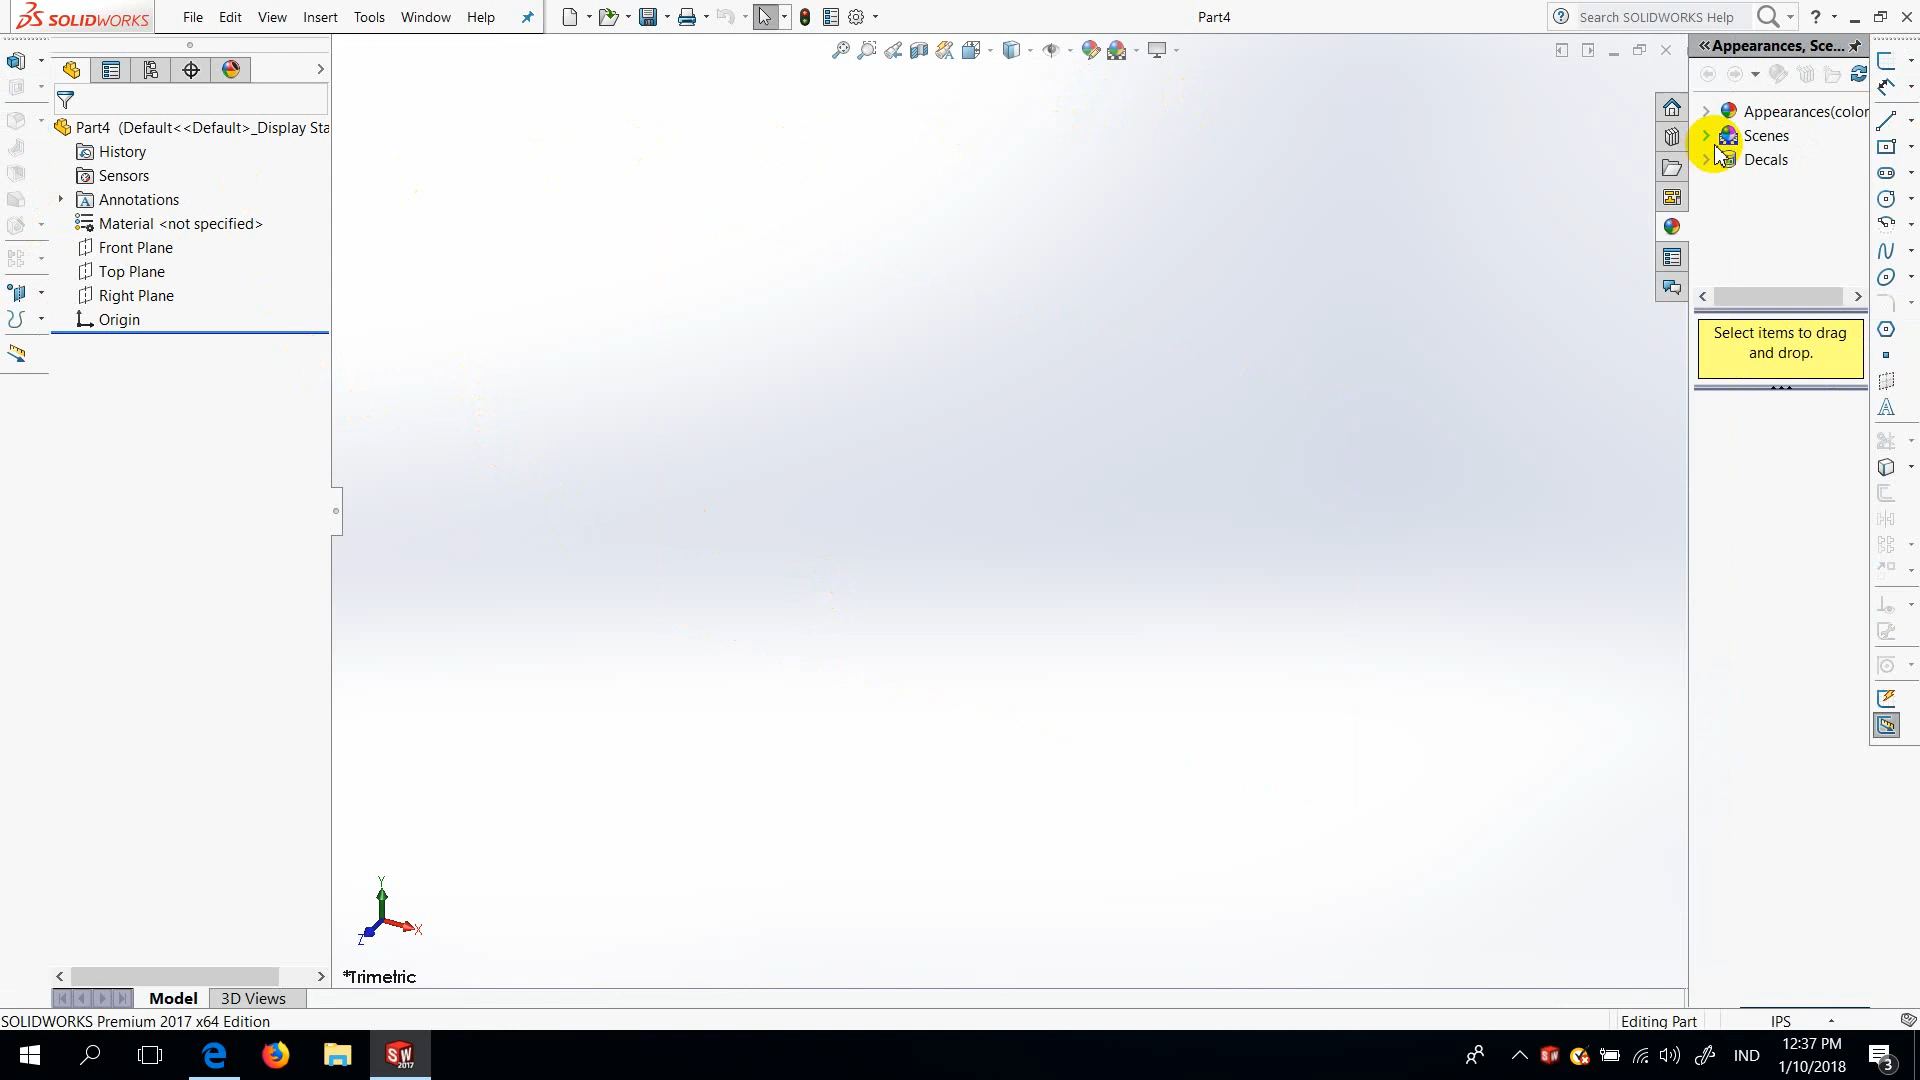 SOLIDWORKS
File
Edit
View
Insert
Tools
Window
Help
Part4
Search SOLIDWORKS Help
?
Appearances, Sce...
Appearances(color
Scenes
Decals
Select items to drag
and drop.
Part4 (Default<<Default>_Display Sta
History
Sensors
Annotations
Material <not specified>
Front Plane
Top Plane
Right Plane
Origin
Y
X
Z
*Trimetric
Model
3D Views
SOLIDWORKS Premium 2017 x64 Edition
Editing Part
IPS
SW
2017
IND
12:37 PM
1/10/2018
3